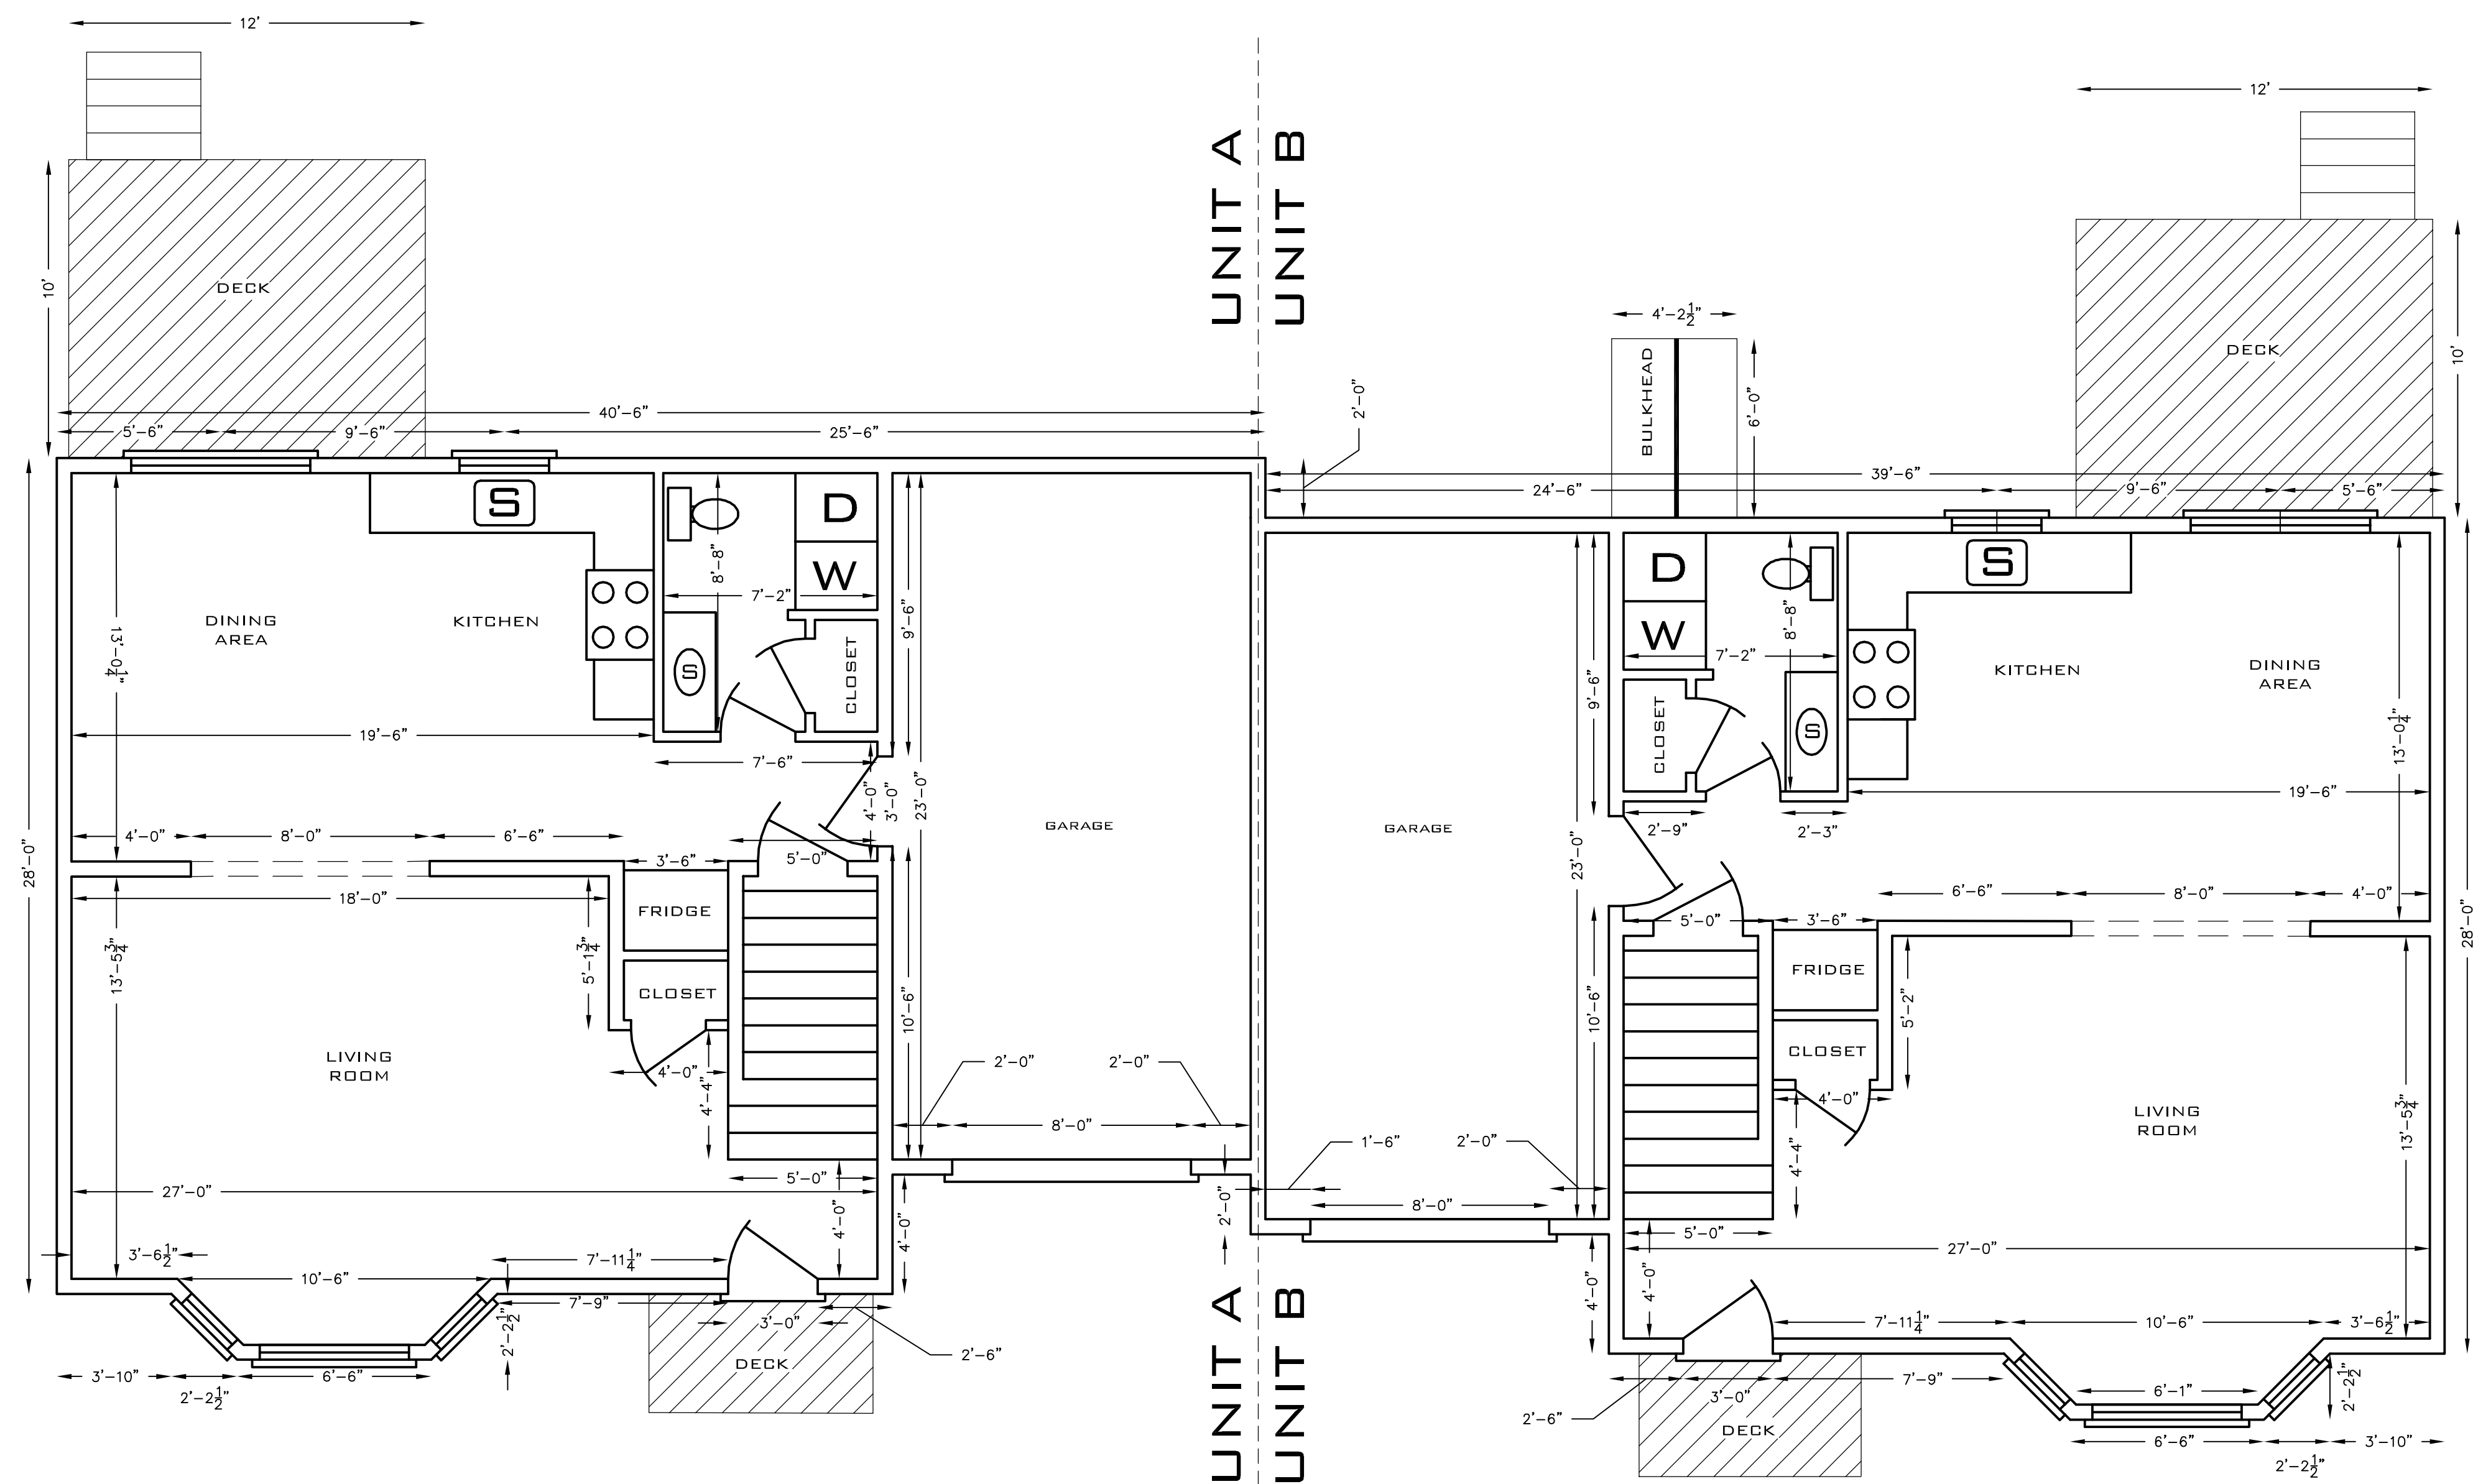 12'
12'
UNIT A
UNIT B
10'
DECK
4'-2½"
BULKHEAD
6'-0"
DECK
10'
40'-6"
2'-0"
5'-6"
9'-6"
25'-6"
39'-6"
24'-6"
9'-6"
5'-6"
S
D
W
8'-8"
7'-2"
9'-6"
DINING
AREA
KITCHEN
13'-0¼"
S
CLOSET
19'-6"
7'-6"
4'-0"
3'-0"
23'-0"
GARAGE
4'-0"
8'-0"
6'-6"
3'-6"
5'-0"
28'-0"
18'-0"
FRIDGE
13'-5¾"
5'-1¾"
CLOSET
10'-6"
LIVING
ROOM
4'-0"
4'-4"
2'-0"
2'-0"
8'-0"
27'-0"
5'-0"
4'-0"
4'-0"
2'-0"
3'-6½"
10'-6"
7'-11¼"
7'-9"
3'-0"
2'-2½"
DECK
2'-6"
3'-10"
6'-6"
2'-2½"
D
W
S
8'-8"
7'-2"
9'-6"
CLOSET
S
KITCHEN
DINING
AREA
13'-0¼"
19'-6"
2'-9"
2'-3"
GARAGE
23'-0"
6'-6"
8'-0"
4'-0"
5'-0"
3'-6"
28'-0"
FRIDGE
5'-2"
CLOSET
10'-6"
4'-0"
4'-4"
LIVING
ROOM
13'-5¾"
1'-6"
2'-0"
8'-0"
5'-0"
27'-0"
4'-0"
4'-0"
7'-11¼"
10'-6"
3'-6½"
7'-9"
3'-0"
6'-1"
2'-2½"
2'-6"
DECK
6'-6"
3'-10"
2'-2½"
UNIT A
UNIT B